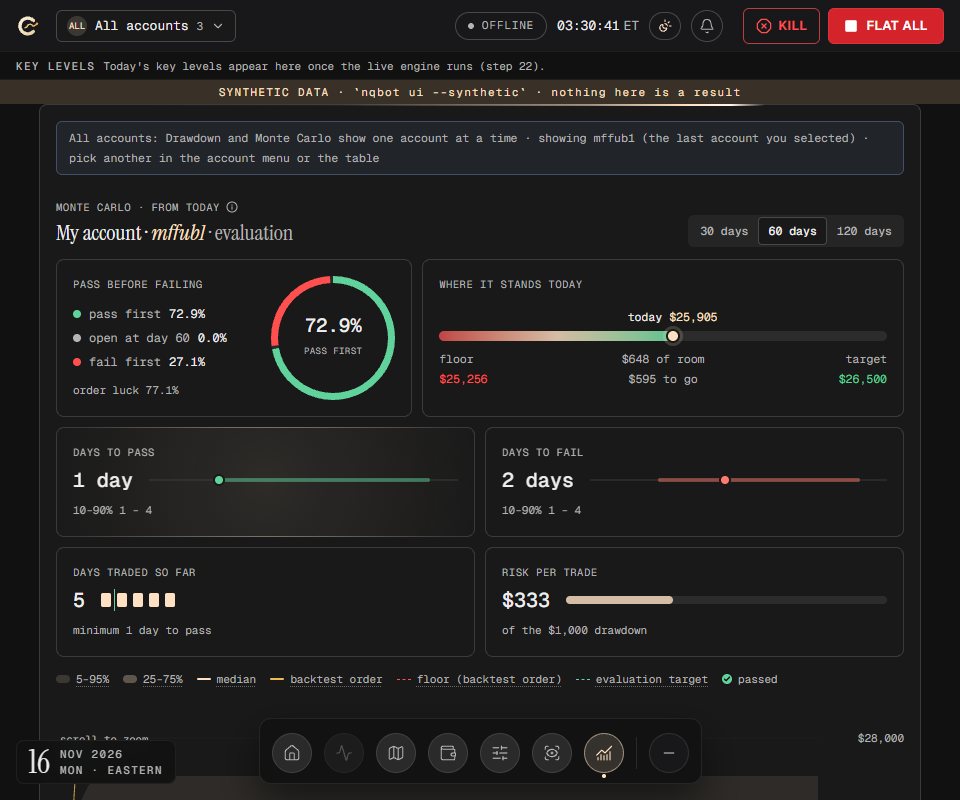 ALL All accounts 3
OFFLINE 03:30:41 ET KILL FLAT ALL
KEY LEVELS Today's key levels appear here once the live engine runs (step 22).
SYNTHETIC DATA · `nqbot ui --synthetic` · nothing here is a result
All accounts: Drawdown and Monte Carlo show one account at a time · showing mffub1 (the last account you selected) ·
pick another in the account menu or the table
MONTE CARLO · FROM TODAY
My account · mffub1 · evaluation
30 days 60 days 120 days
PASS BEFORE FAILING
pass first 72.9%
open at day 60 0.0%
fail first 27.1%
order luck 77.1%
72.9%
PASS FIRST
WHERE IT STANDS TODAY
today $25,905
floor $648 of room target
$25,256 $595 to go $26,500
DAYS TO PASS
1 day
10-90% 1 – 4
DAYS TO FAIL
2 days
10-90% 1 – 4
DAYS TRADED SO FAR
5
minimum 1 day to pass
RISK PER TRADE
$333
of the $1,000 drawdown
5-95% 25-75% median backtest order floor (backtest order) evaluation target passed
scroll to zoom
$28,000
16 NOV 2026
MON · EASTERN